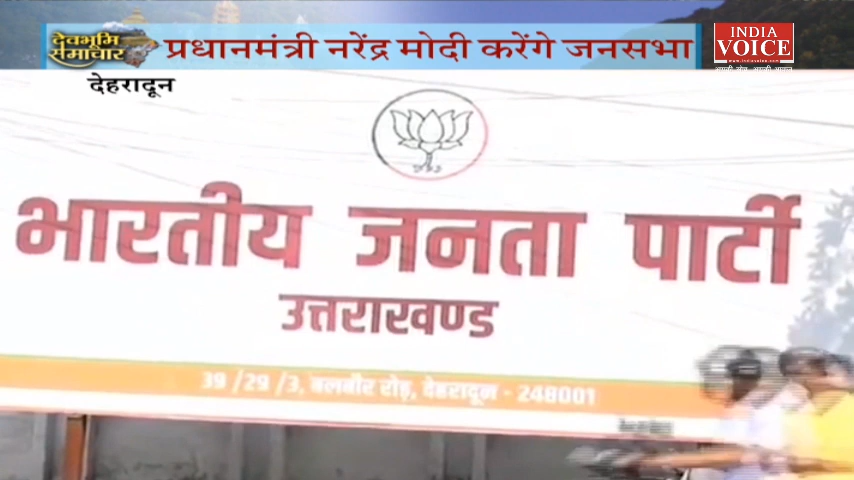 देवभूमि
समाचार
प्रधानमंत्री नरेंद्र मोदी करेंगे जनसभा
INDIA
VOICE
देहरादून
भारतीय जनता पार्टी
उत्तराखण्ड
39 /29 /3, बलबीर रोड़, देहरादून - 248001